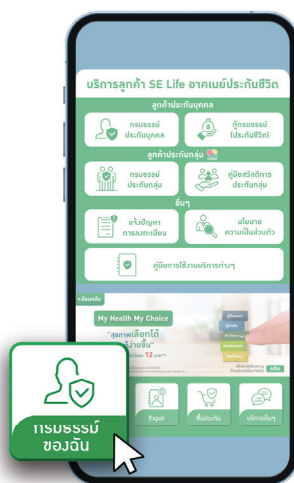 บริการลูกค้า SE Life อาคเนย์ประกันชีวิต
ลูกค้าประกันบุคคล
กรมธรรม์
ประกันบุคคล
กู้กรมธรรม์
(ประกันชีวิต)
ลูกค้าประกันกลุ่ม
กรมธรรม์
ประกันกลุ่ม
คู่มือสวัสดิการ
ประกันกลุ่ม
อื่นๆ
แจ้งปัญหา
การลงทะเบียน
นโยบาย
ความเป็นส่วนตัว
คู่มือการใช้งานบริการต่างๆ
My Health My Choice
"สุขภาพเลือกได้
12
คลิก
กรมธรรม์
ของฉัน
Expat
ซื้อประกัน
บริการอื่นๆ